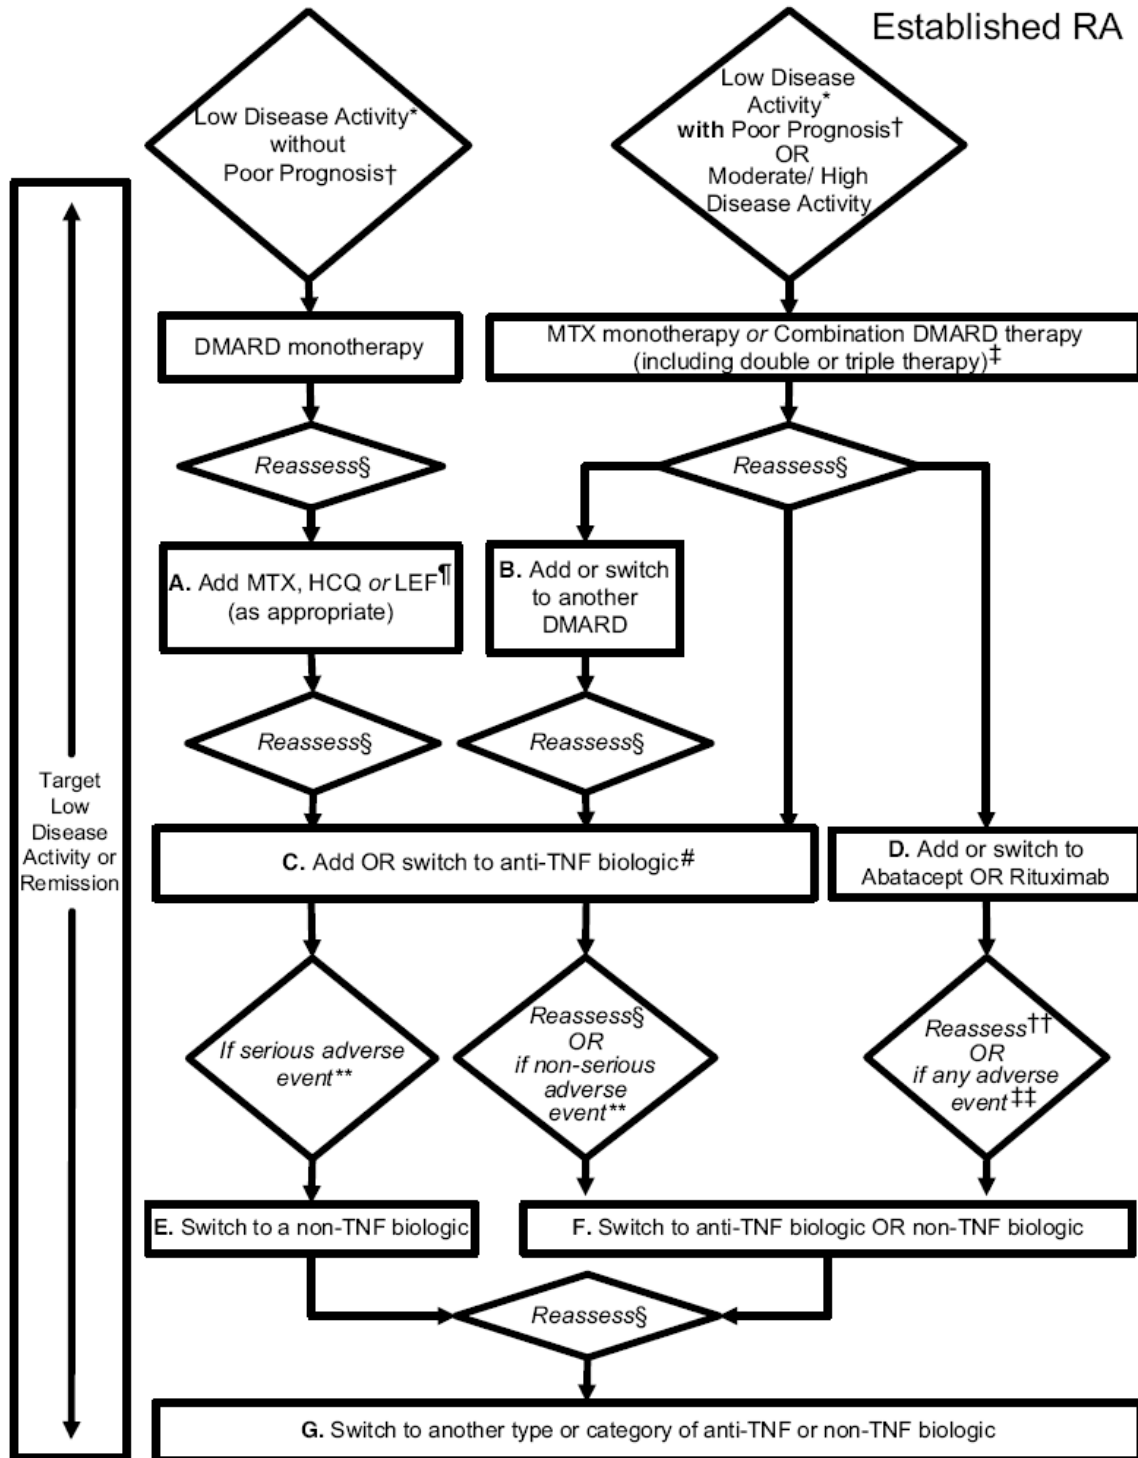 Established RA
Low Disease Activity*
without
Poor Prognosis†
Low Disease
Activity*
with Poor Prognosis†
OR
Moderate/ High
Disease Activity
DMARD monotherapy
MTX monotherapy or Combination DMARD therapy
(including double or triple therapy)‡
Reassess§
Reassess§
A. Add MTX, HCQ or LEF¶
(as appropriate)
B. Add or switch
to another
DMARD
Reassess§
Reassess§
Target
Low
Disease
Activity or
Remission
C. Add OR switch to anti-TNF biologic#
D. Add or switch to
Abatacept OR Rituximab
If serious adverse
event**
Reassess§
OR
if non-serious
adverse
event**
Reassess††
OR
if any adverse
event‡‡
E. Switch to a non-TNF biologic
F. Switch to anti-TNF biologic OR non-TNF biologic
Reassess§
G. Switch to another type or category of anti-TNF or non-TNF biologic